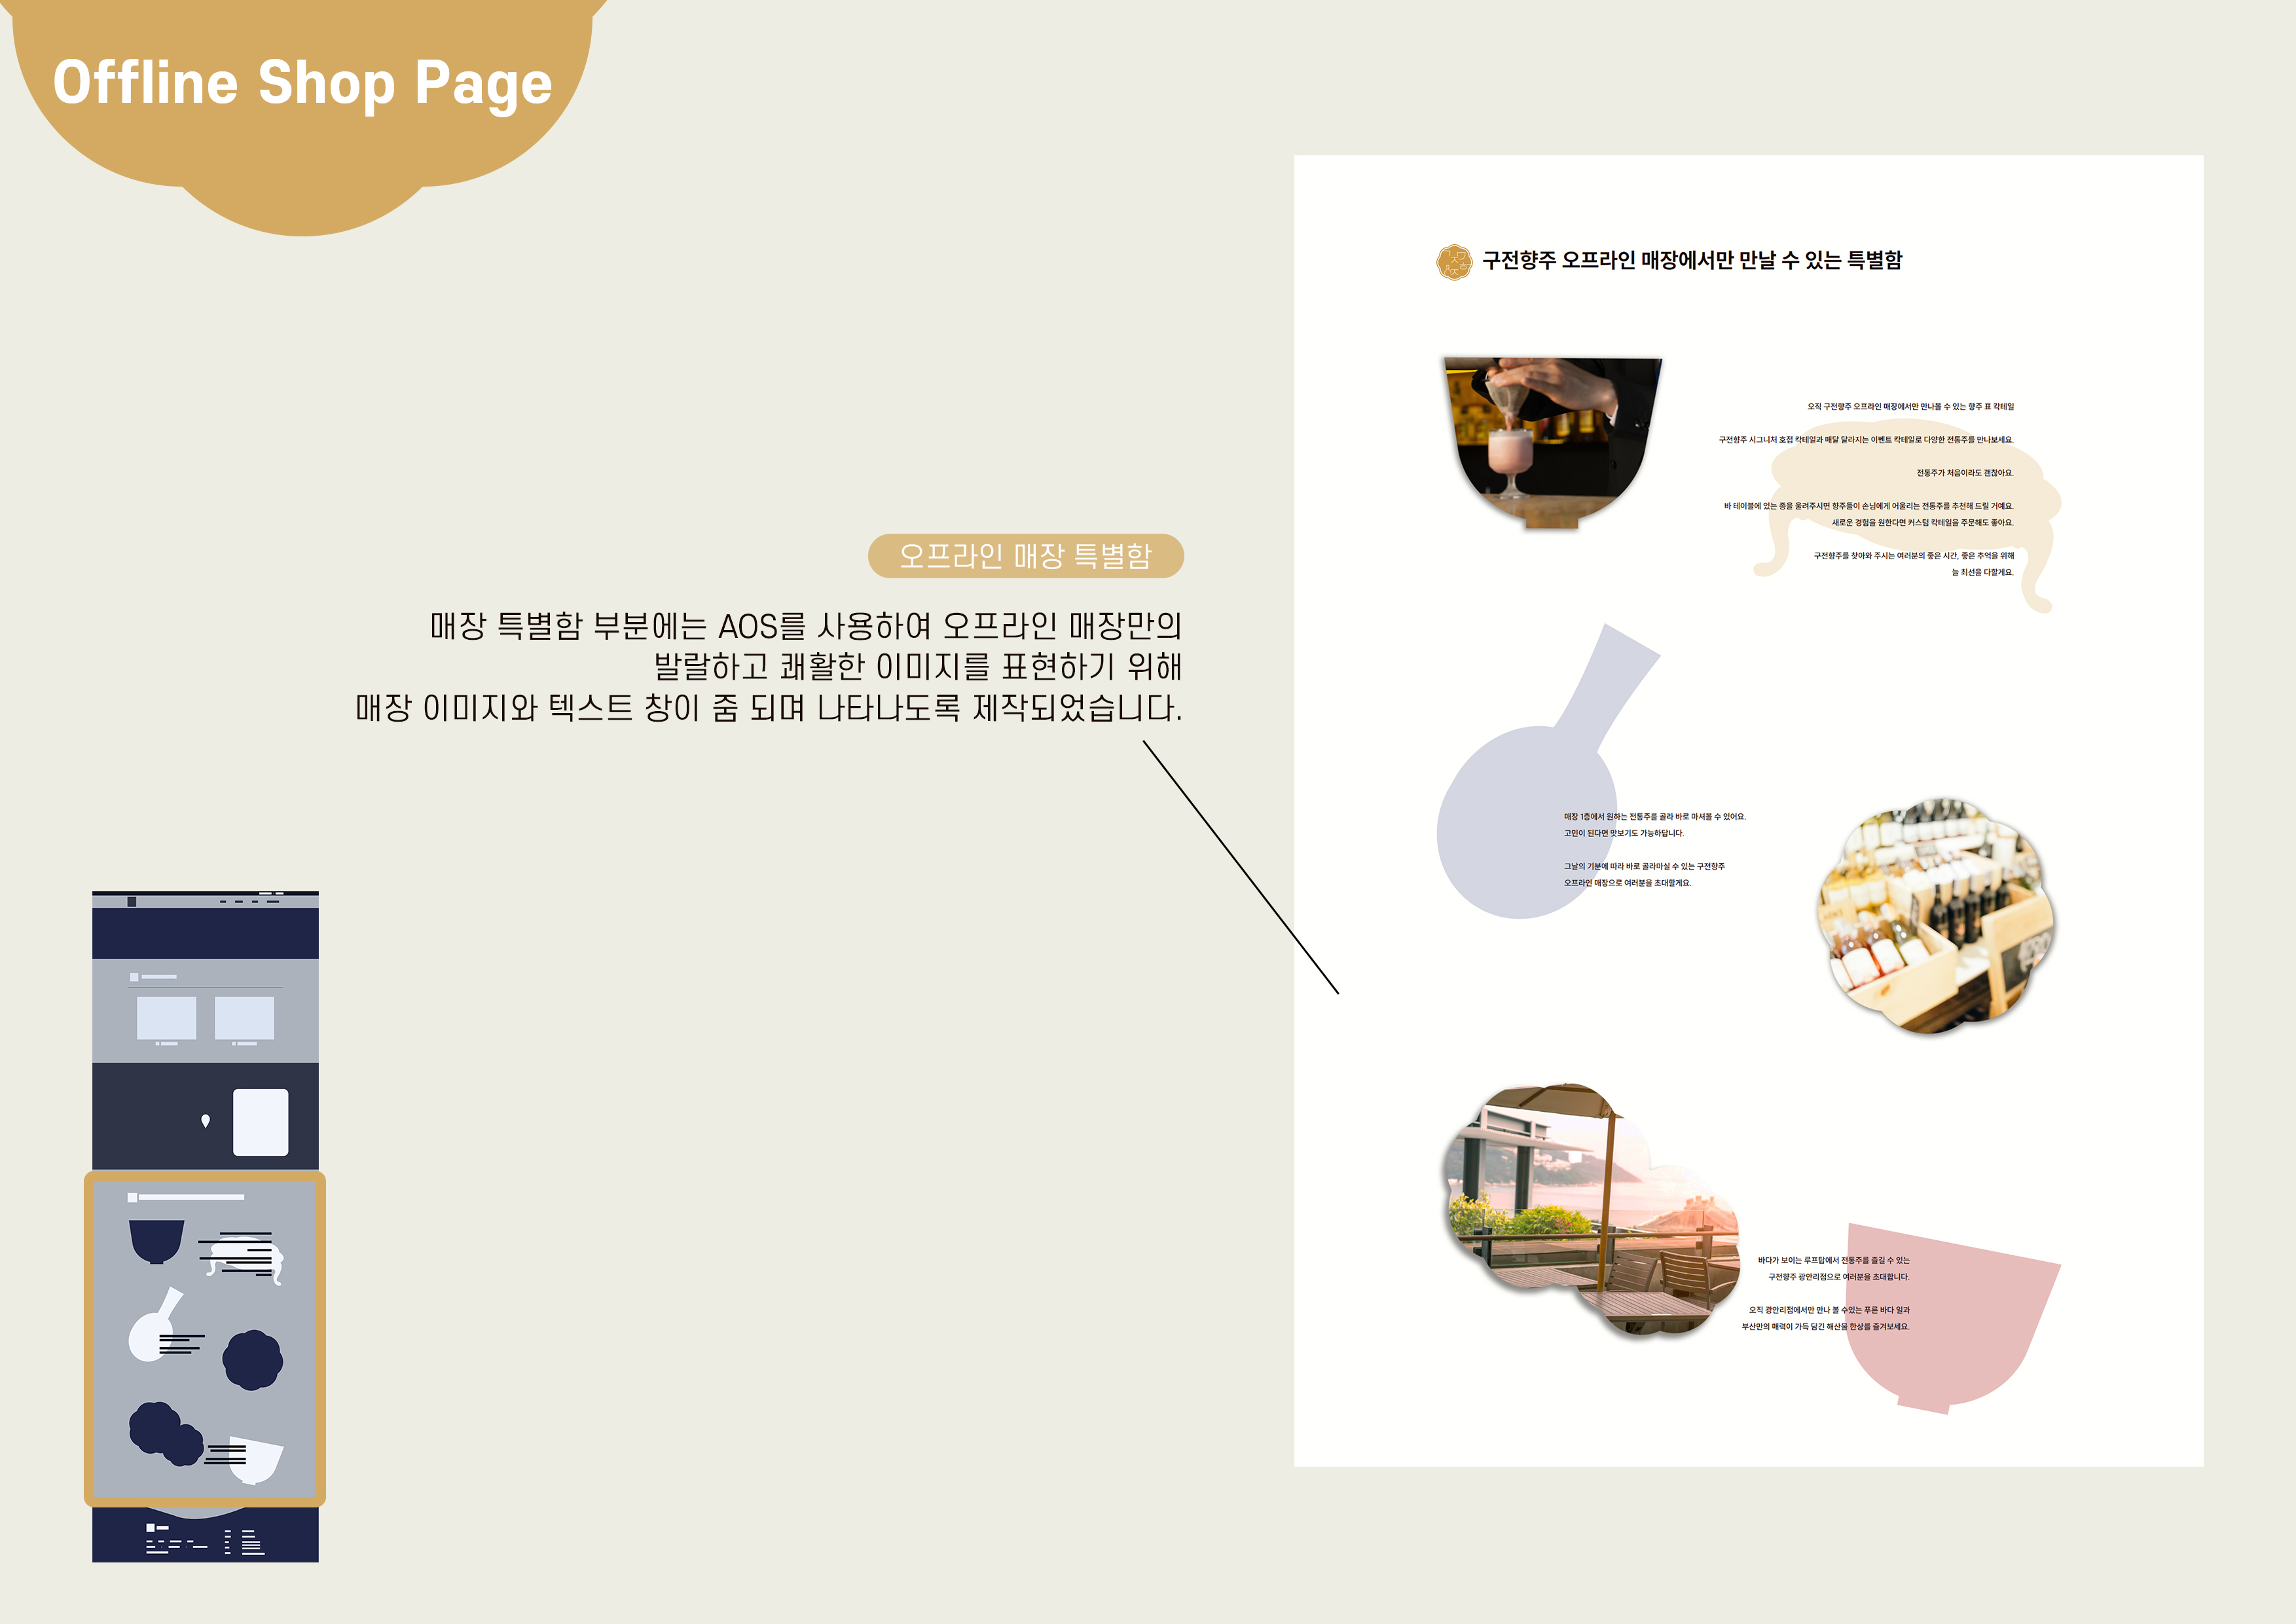 Offline Shop Page
오프라인 매장 특별함
매장 특별함 부분에는 AOS를 사용하여 오프라인 매장만의
발랄하고 쾌활한 이미지를 표현하기 위해
매장 이미지와 텍스트 창이 줌 되며 나타나도록 제작되었습니다.
구전향주 오프라인 매장에서만 만날 수 있는 특별함
오직 구전향주 오프라인 매장에서만 만나볼 수 있는 향주 표 칵테일
구전향주 시그니처 호접 칵테일과 매달 달라지는 이벤트 칵테일로 다양한 전통주를 만나보세요.
전통주가 처음이라도 괜찮아요.
바 테이블에 있는 종을 울려주시면 향주들이 손님에게 어울리는 전통주를 추천해 드릴 거예요.
새로운 경험을 원한다면 커스텀 칵테일을 주문해도 좋아요.
구전향주를 찾아와 주시는 여러분의 좋은 시간, 좋은 추억을 위해
늘 최선을 다할게요.
매장 1층에서 원하는 전통주를 골라 바로 마셔볼 수 있어요.
고민이 된다면 맛보기도 가능하답니다.
그날의 기분에 따라 바로 골라마실 수 있는 구전향주
오프라인 매장으로 여러분을 초대할게요.
바다가 보이는 루프탑에서 전통주를 즐길 수 있는
구전향주 광안리점으로 여러분을 초대합니다.
오직 광안리점에서만 만나 볼 수있는 푸른 바다 일과
부산만의 매력이 가득 담긴 해산물 한상을 즐겨보세요.